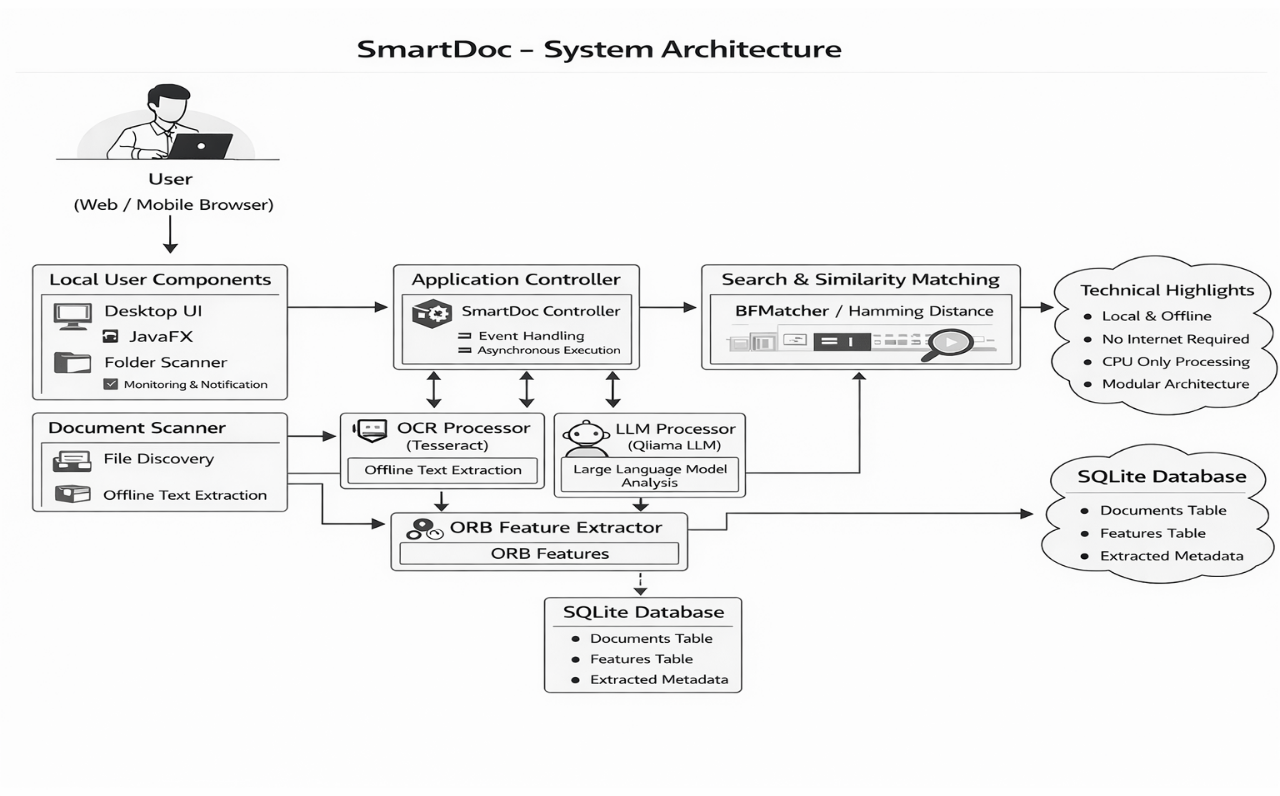 SmartDoc – System Architecture
User
(Web / Mobile Browser)
Local User Components
Desktop UI
JavaFX
Folder Scanner
Monitoring & Notification
Application Controller
SmartDoc Controller
Event Handling
Asynchronous Execution
Search & Similarity Matching
BFMatcher / Hamming Distance
Technical Highlights
Local & Offline
No Internet Required
CPU Only Processing
Modular Architecture
Document Scanner
File Discovery
Offline Text Extraction
OCR Processor
(Tesseract)
Offline Text Extraction
LLM Processor
(Qliama LLM)
Large Language Model
Analysis
ORB Feature Extractor
ORB Features
SQLite Database
Documents Table
Features Table
Extracted Metadata
SQLite Database
Documents Table
Features Table
Extracted Metadata